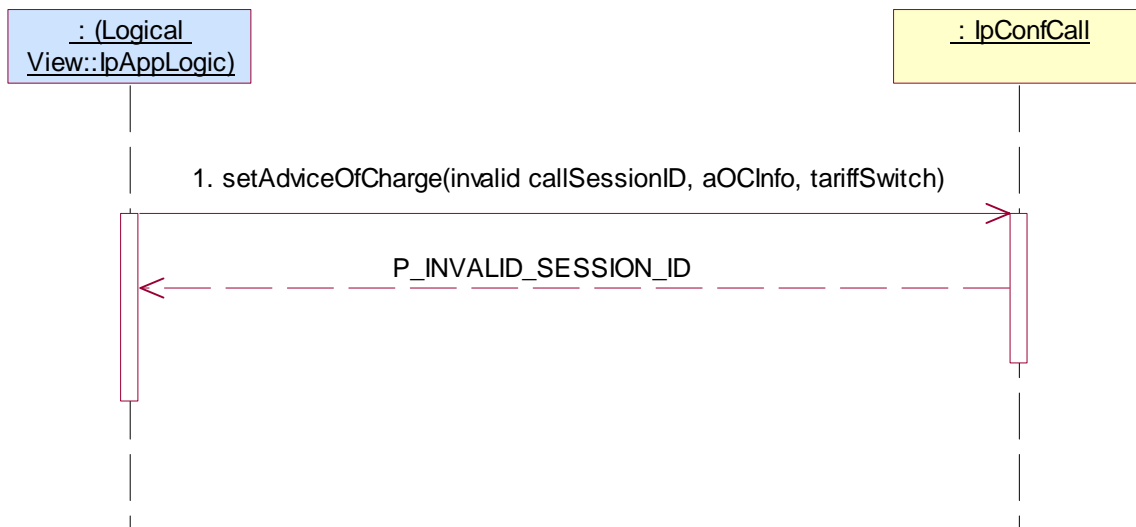 : (Logical
View::IpAppLogic)
: IpConfCall
1. setAdviceOfCharge(invalid callSessionID, aOCInfo, tariffSwitch)
P_INVALID_SESSION_ID